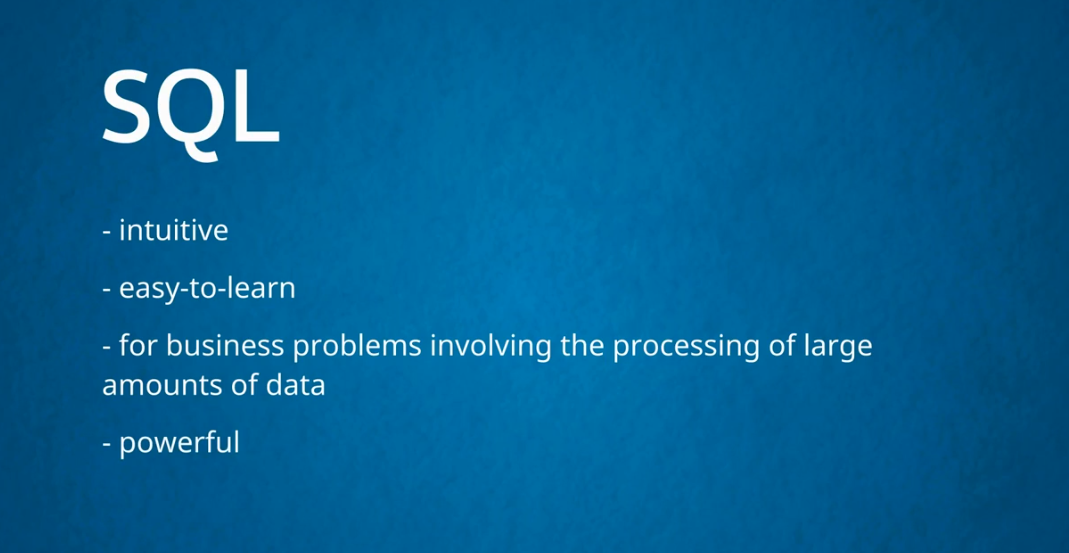 SQL
- intuitive
- easy-to-learn
- for business problems involving the processing of large
amounts of data
- powerful